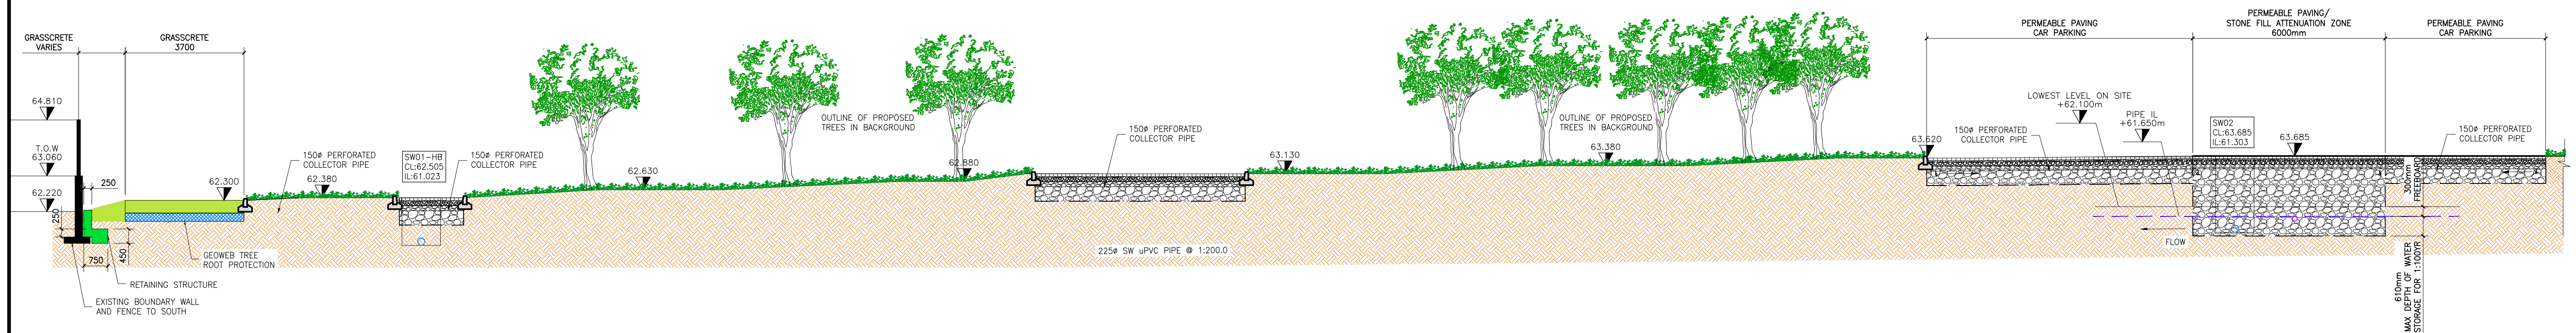 GRASSCRETE
VARIES
GRASSCRETE
3700
64.810
T.O.W
63.060
62.220
250
250
750
450
62.300
GEOWEB TREE
ROOT PROTECTION
RETAINING STRUCTURE
EXISTING BOUNDARY WALL
AND FENCE TO SOUTH
150ø PERFORATED
COLLECTOR PIPE
62.380
SW01-HB
CL:62.505
IL:61.023
150ø PERFORATED
COLLECTOR PIPE
62.630
OUTLINE OF PROPOSED
TREES IN BACKGROUND
62.880
150ø PERFORATED
COLLECTOR PIPE
225ø SW uPVC PIPE @ 1:200.0
63.130
OUTLINE OF PROPOSED
TREES IN BACKGROUND
63.380
63.620
PERMEABLE PAVING
CAR PARKING
150ø PERFORATED
COLLECTOR PIPE
LOWEST LEVEL ON SITE
+62.100m
PIPE IL
+61.650m
FLOW
PERMEABLE PAVING/
STONE FILL ATTENUATION ZONE
6000mm
SW02
CL:63.685
IL:61.303
63.685
300mm
FREEBOARD
610mm
MAX DEPTH OF WATER
STORAGE FOR 1:100YR
PERMEABLE PAVING
CAR PARKING
150ø PERFORATED
COLLECTOR PIPE